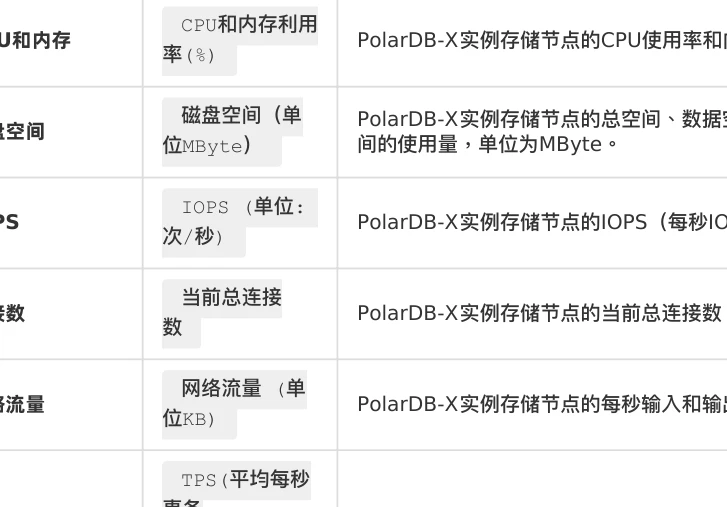 CPU和内存利用
率(%)
U和内存
PolarDB-X实例存储节点的CPU使用率和
磁盘空间（单
位MByte）
空间
PolarDB-X实例存储节点的总空间、数据
间的使用量，单位为MByte。
IOPS （单位:
次/秒）
PS
PolarDB-X实例存储节点的IOPS（每秒IO
当前总连接
数
接数
PolarDB-X实例存储节点的当前总连接数
网络流量 （单
位KB)
流量
PolarDB-X实例存储节点的每秒输入和输
TPS(平均每秒